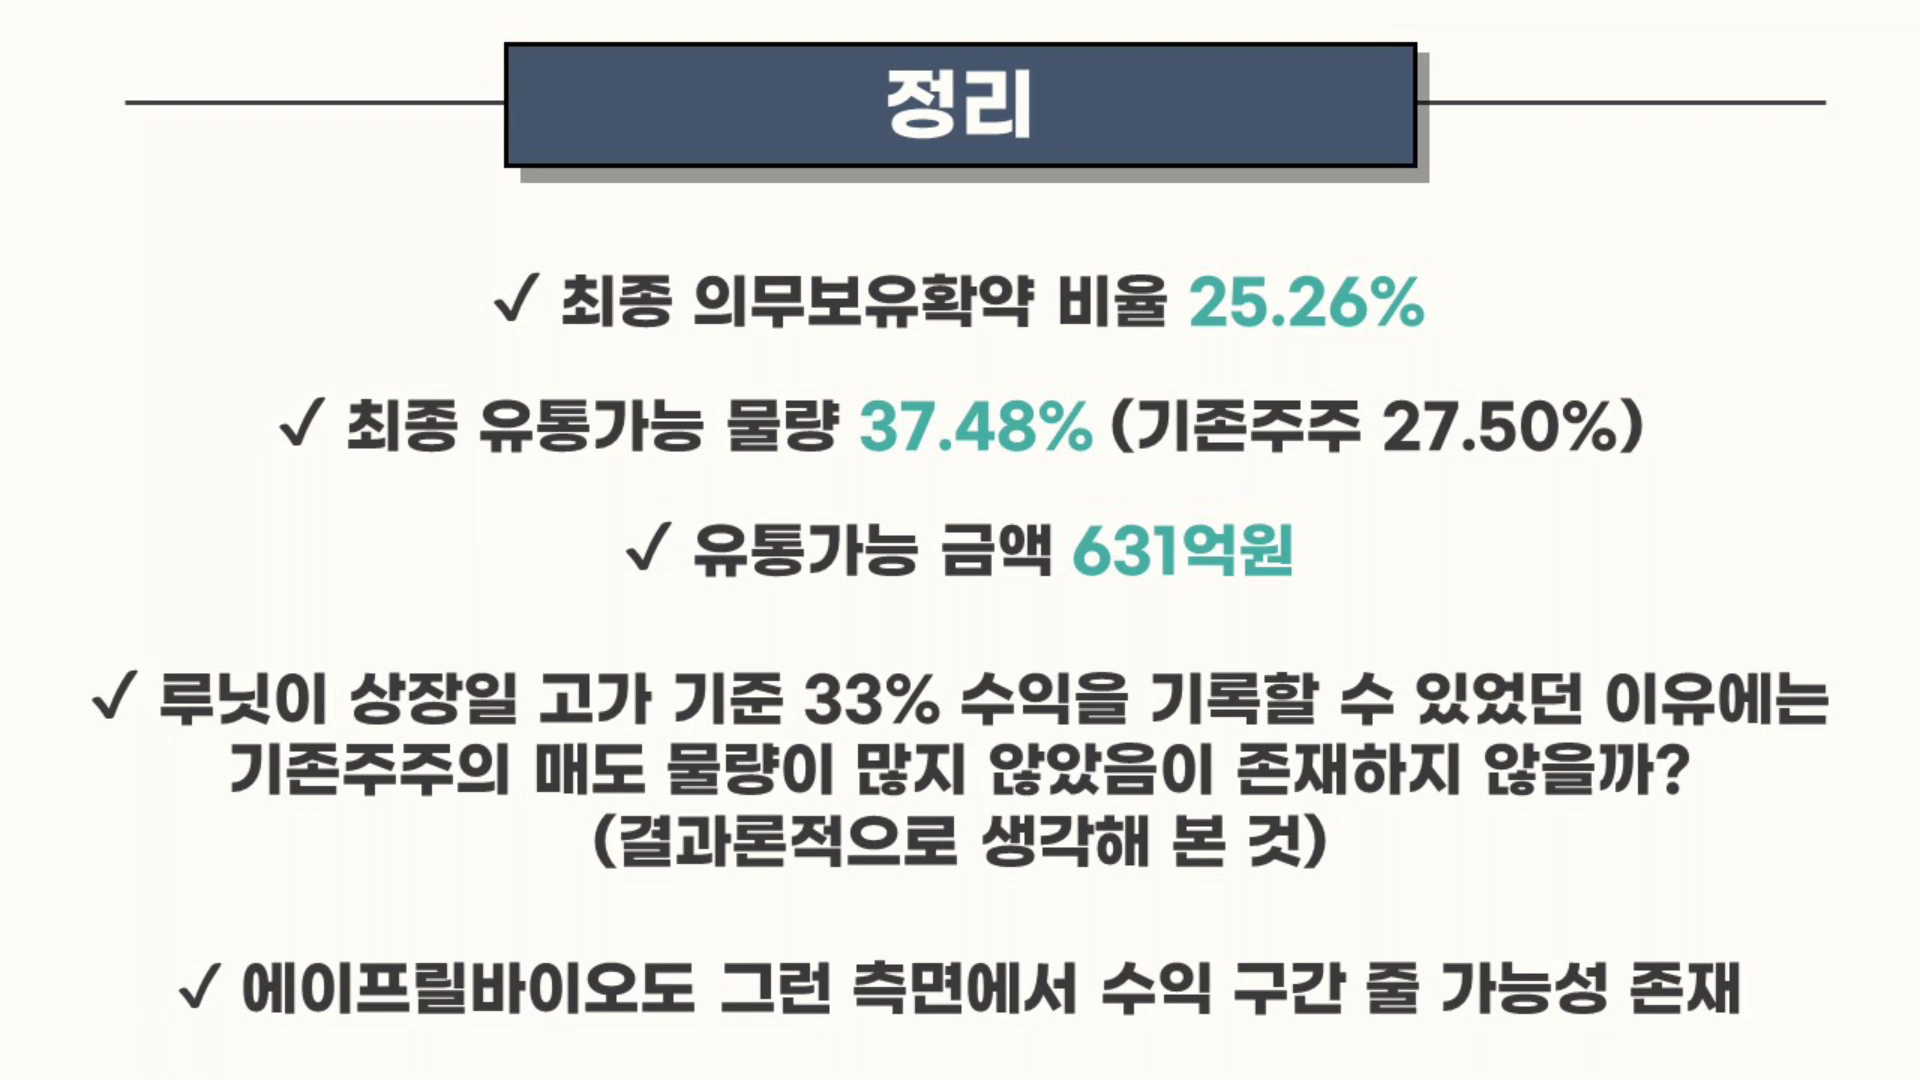 정리
✓ 최종 의무보유확약 비율 25.26%
✓ 최종 유통가능 물량 37.48% (기존주주 27.50%)
✓ 유통가능 금액 631억원
✓ 루닛이 상장일 고가 기준 33% 수익을 기록할 수 있었던 이유에는
기존주주의 매도 물량이 많지 않았음이 존재하지 않을까?
(결과론적으로 생각해 본 것)
✓ 에이프릴바이오도 그런 측면에서 수익 구간 줄 가능성 존재